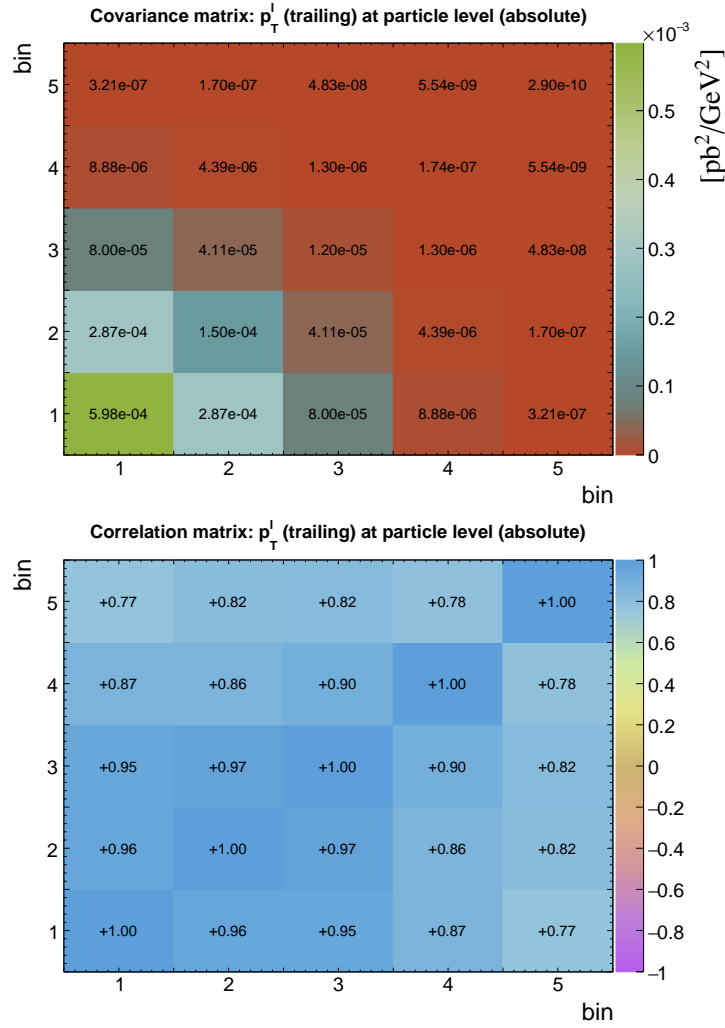 Covariance matrix: p_T^l (trailing) at particle level (absolute)
×10⁻³
bin
[pb²/GeV²]
5 3.21e-07 1.70e-07 4.83e-08 5.54e-09 2.90e-10 0.5
4 8.88e-06 4.39e-06 1.30e-06 1.74e-07 5.54e-09 0.4
3 8.00e-05 4.11e-05 1.20e-05 1.30e-06 4.83e-08 0.3
2 2.87e-04 1.50e-04 4.11e-05 4.39e-06 1.70e-07 0.2
1 5.98e-04 2.87e-04 8.00e-05 8.88e-06 3.21e-07 0.1
0
1 2 3 4 5
bin
Correlation matrix: p_T^l (trailing) at particle level (absolute)
bin
1
5 +0.77 +0.82 +0.82 +0.78 +1.00 0.8
0.6
4 +0.87 +0.86 +0.90 +1.00 +0.78 0.4
0.2
3 +0.95 +0.97 +1.00 +0.90 +0.82 0
−0.2
2 +0.96 +1.00 +0.97 +0.86 +0.82 −0.4
−0.6
1 +1.00 +0.96 +0.95 +0.87 +0.77 −0.8
−1
1 2 3 4 5
bin